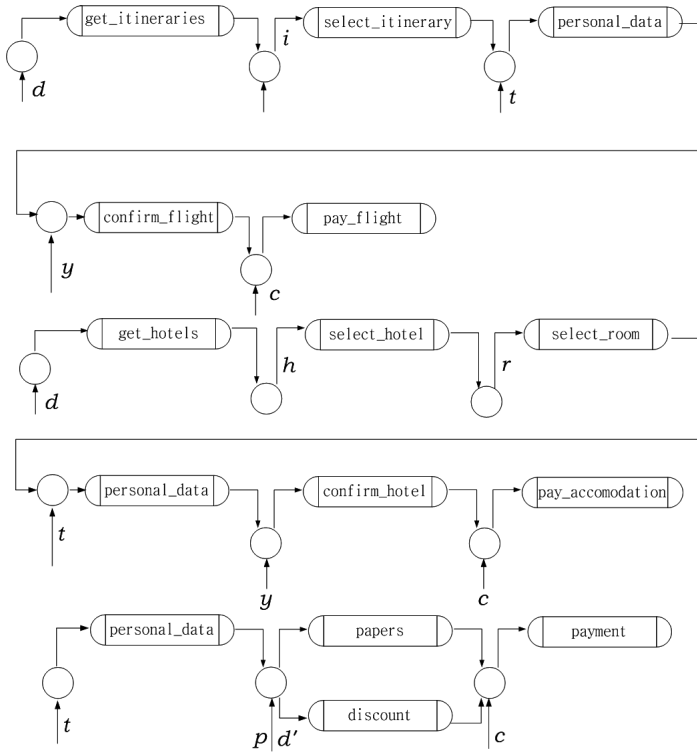 get_itineraries i select_itinerary personal_data
d t
confirm_flight pay_flight
y c
get_hotels select_hotel select_room
h r
d
personal_data confirm_hotel pay_accomodation
t
y c
personal_data papers payment
discount
t p d′ c